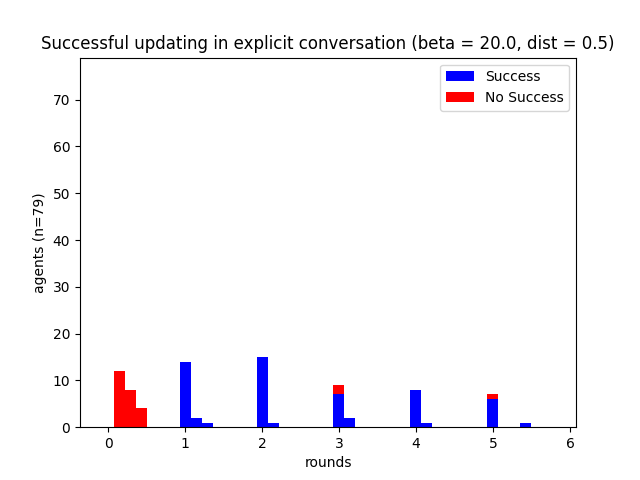 Successful updating in explicit conversation (beta = 20.0, dist = 0.5)
Success
No Success
agents (n=79)
70
60
50
40
30
20
10
0
0 1 2 3 4 5 6
rounds